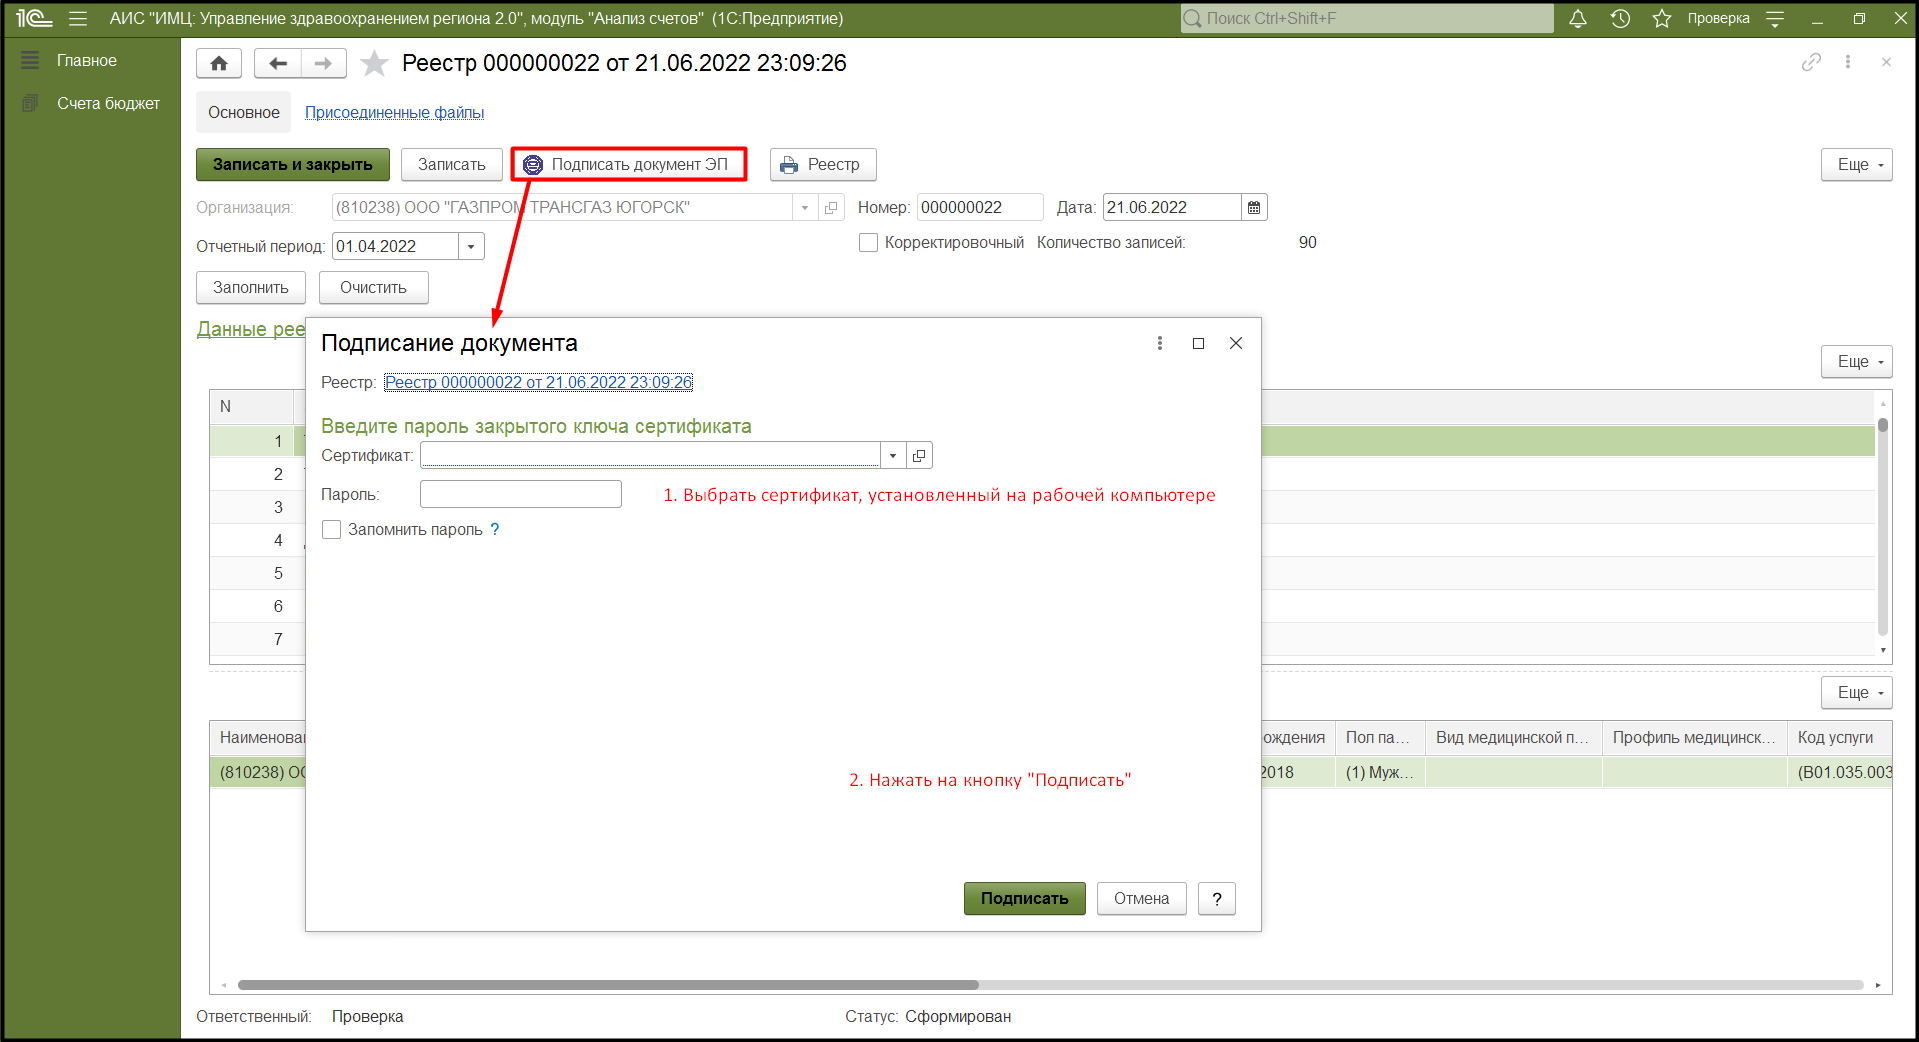 1С АИС "ИМЦ: Управление здравоохранением региона 2.0", модуль "Анализ счетов" (1С:Предприятие) Поиск Ctrl+Shift+F Проверка
Главное
Счета бюджет
Реестр 000000022 от 21.06.2022 23:09:26
Основное Присоединенные файлы
Записать и закрыть Записать Подписать документ ЭП Реестр Еще
Организация: (810238) ООО "ГАЗПРОМ ТРАНСГАЗ ЮГОРСК" Номер: 000000022 Дата: 21.06.2022
Отчетный период: 01.04.2022 Корректировочный Количество записей: 90
Заполнить Очистить
Данные рее
Еще
N
1
2
3
4
5
6
7
Подписание документа
Реестр: Реестр 000000022 от 21.06.2022 23:09:26
Введите пароль закрытого ключа сертификата
Сертификат:
Пароль: 1. Выбрать сертификат, установленный на рабочей компьютере
Запомнить пароль ?
2. Нажать на кнопку "Подписать"
Подписать Отмена ?
Еще
Наименова ождения Пол па... Вид медицинской п... Профиль медицинск... Код услуги
(810238) ОО 2018 (1) Муж... (B01.035.003
Ответственный: Проверка Статус: Сформирован